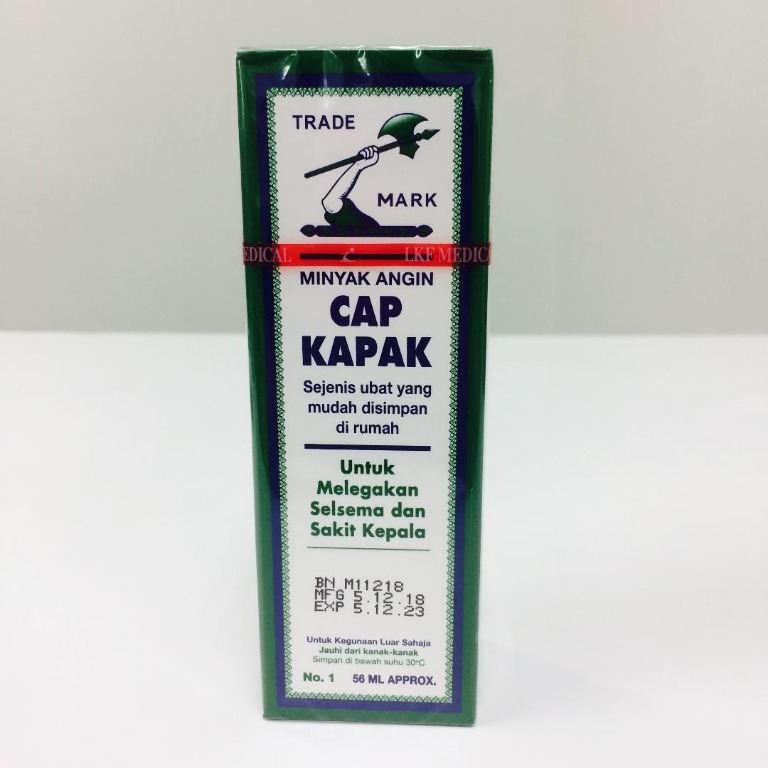 TRADE
MARK
EDICAL LKF MEDICA
MINYAK ANGIN
CAP
KAPAK
Sejenis ubat yang
mudah disimpan
di rumah
Untuk
Melegakan
Selsema dan
Sakit Kepala
BN M11218
MFG 5.12.18
EXP 5.12.23
Untuk Kegunaan Luar Sahaja
Jauhi dari kanak-kanak
Simpan di bawah suhu 30°C
No. 1 56 ML APPROX.